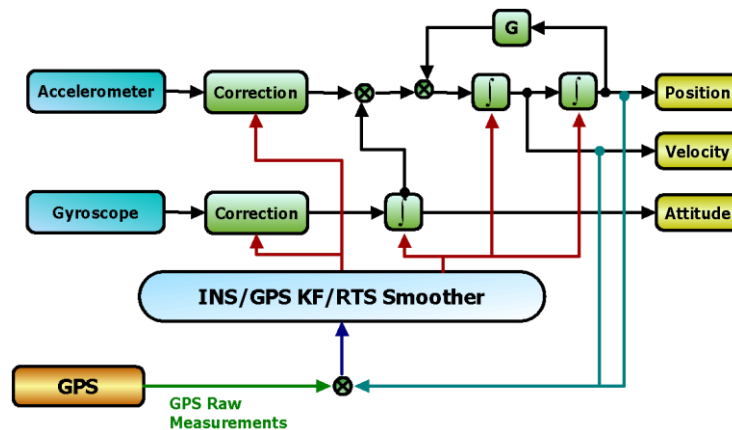 G
Accelerometer
Correction
⊗
⊗
∫
∫
Position
Velocity
Gyroscope
Correction
∫
Attitude
INS/GPS KF/RTS Smoother
GPS
⊗
GPS Raw
Measurements